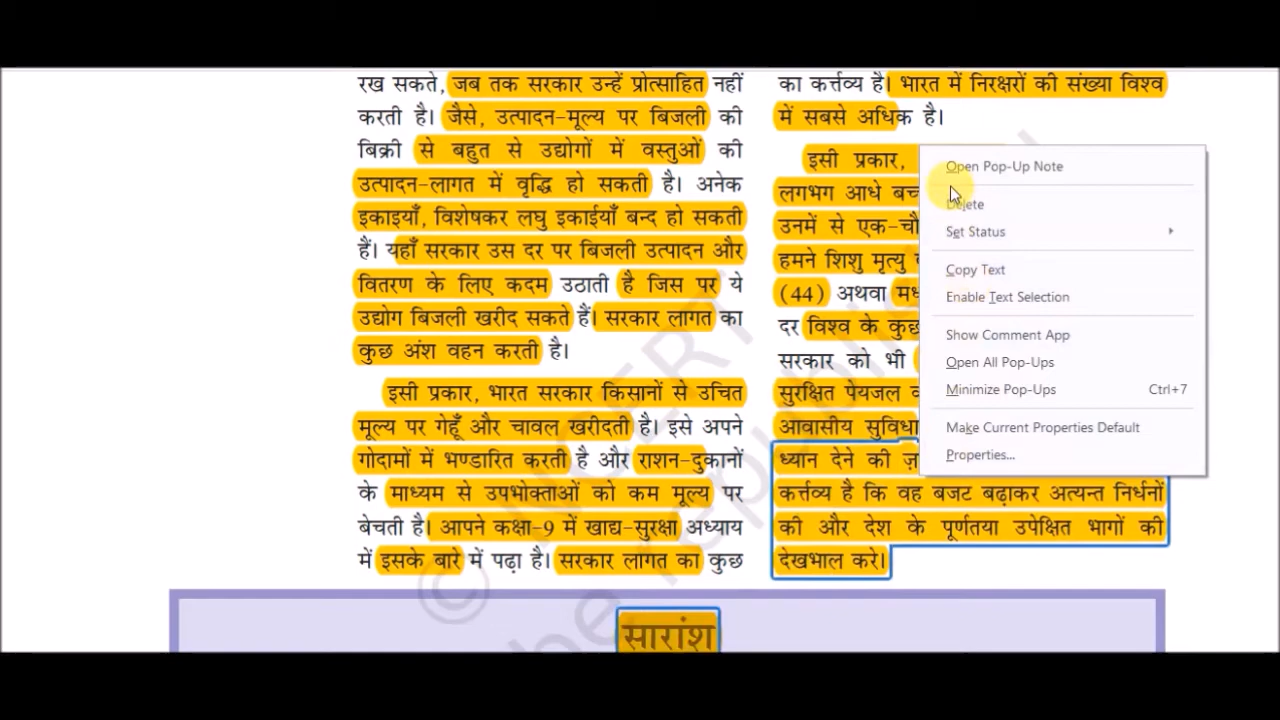 रख सकते, जब तक सरकार उन्हें प्रोत्साहित नहीं
करती है। जैसे, उत्पादन-मूल्य पर बिजली की
बिक्री से बहुत से उद्योगों में वस्तुओं की
उत्पादन-लागत में वृद्धि हो सकती है। अनेक
इकाइयाँ, विशेषकर लघु इकाईयाँ बन्द हो सकती
हैं। यहाँ सरकार उस दर पर बिजली उत्पादन और
वितरण के लिए कदम उठाती है जिस पर ये
उद्योग बिजली खरीद सकते हैं। सरकार लागत का
कुछ अंश वहन करती है।
इसी प्रकार, भारत सरकार किसानों से उचित
मूल्य पर गेहूँ और चावल खरीदती है। इसे अपने
गोदामों में भण्डारित करती है और राशन-दुकानों
के माध्यम से उपभोक्ताओं को कम मूल्य पर
बेचती है। आपने कक्षा-9 में खाद्य-सुरक्षा अध्याय
में इसके बारे में पढ़ा है। सरकार लागत का कुछ
का कर्त्तव्य है। भारत में निरक्षरों की संख्या विश्व
में सबसे अधिक है।
इसी प्रकार,
लगभग आधे
उनमें से
हमने शिशु मृत्यु
(44) अथवा
दर विश्व के कुछ
सरकार को भी
सुरक्षित पेयजल
आवासीय
ध्यान देने की
कर्त्तव्य है कि वह बजट बढ़ाकर अत्यन्त निर्धनों
की और देश के पूर्णतया उपेक्षित भागों की
देखभाल करे।
Open Pop-Up Note
Delete
Set Status
Copy Text
Enable Text Selection
Show Comment App
Open All Pop-Ups
Minimize Pop-Ups Ctrl+7
Make Current Properties Default
Properties...
सारांश
© NCERT
be republished